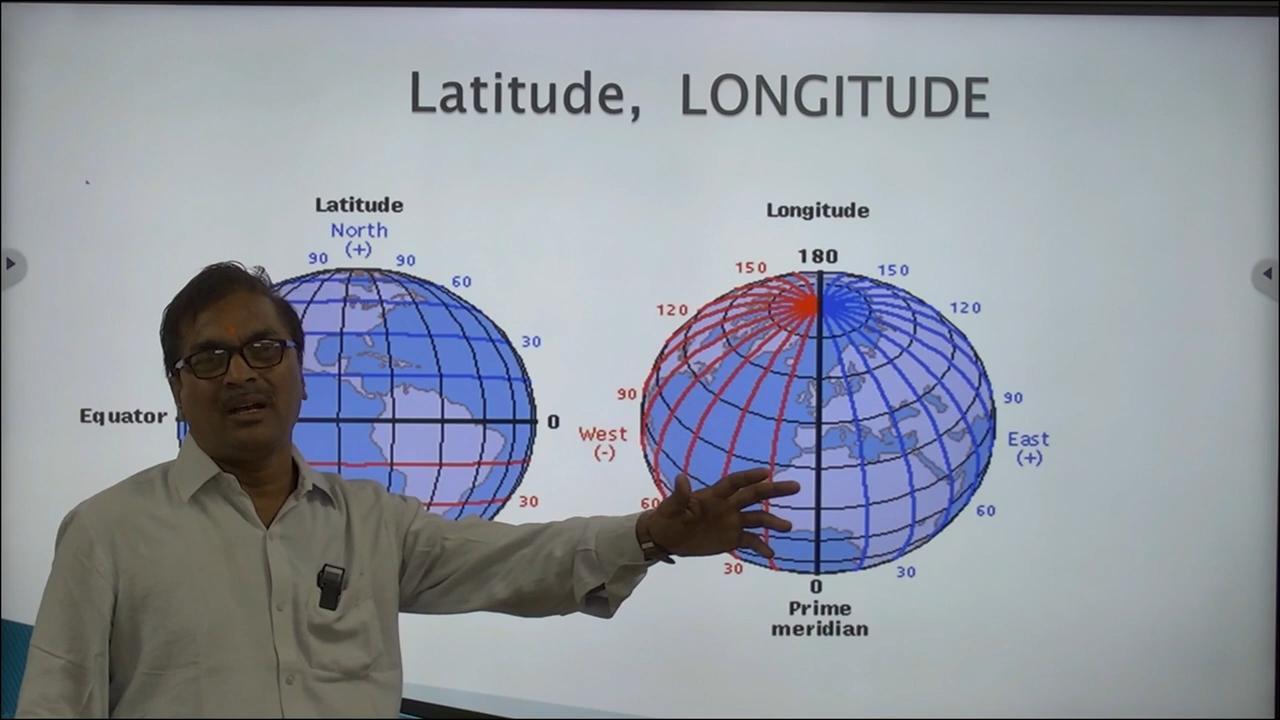 Latitude, LONGITUDE
Latitude
North
(+)
90 90
60
30
Equator
0
30
Longitude
180
150 150
120 120
90 90
West
(-)
East
(+)
60 60
30 30
0
Prime
meridian